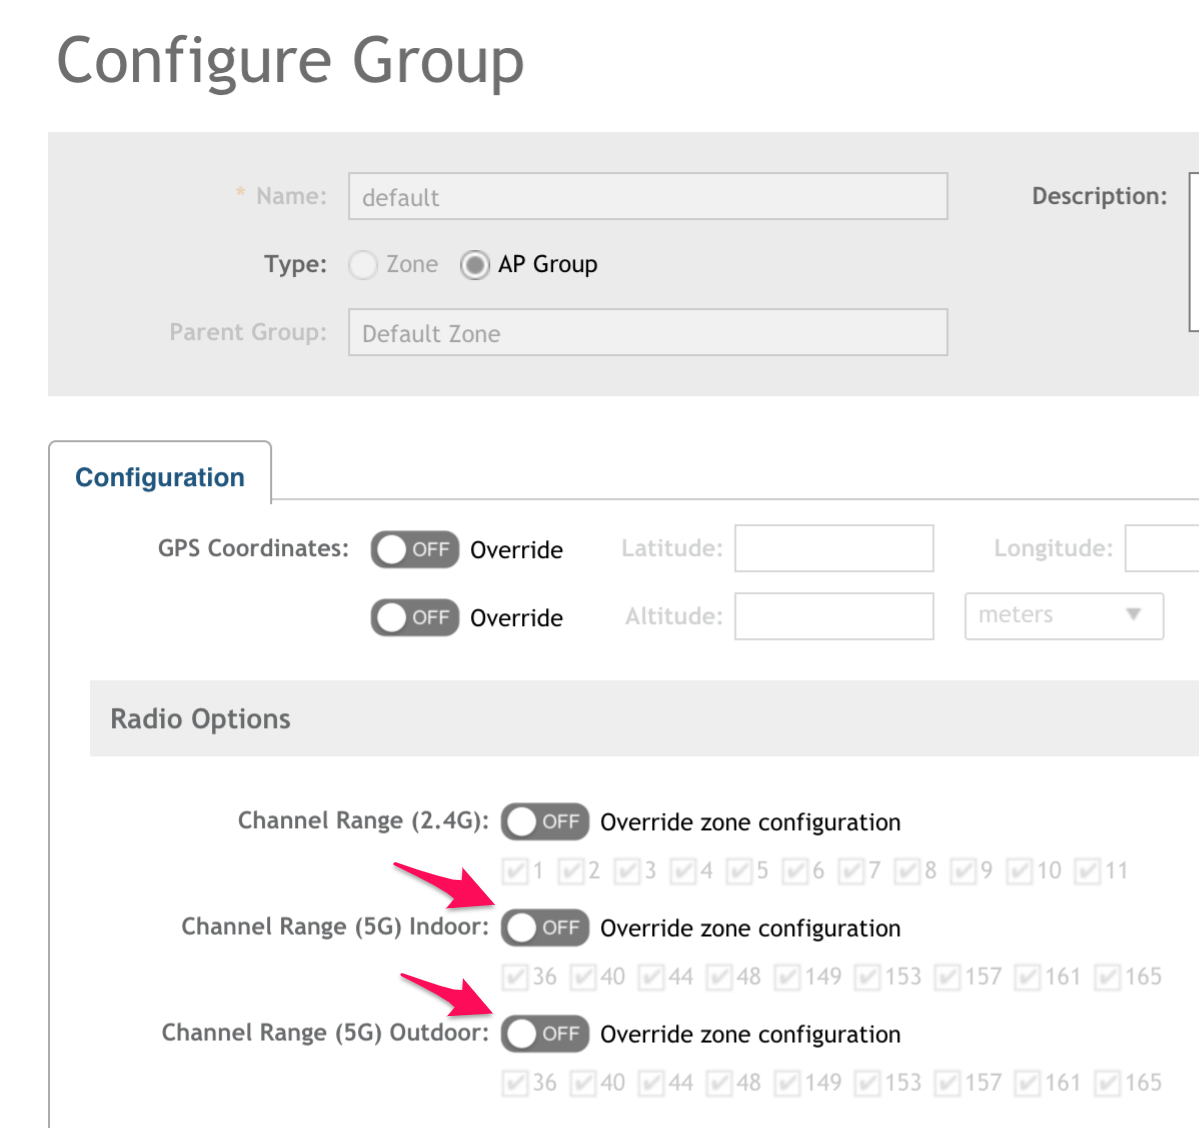 Configure Group
* Name: default Description:
Type: Zone AP Group
Parent Group: Default Zone
Configuration
GPS Coordinates: OFF Override Latitude: Longitude:
OFF Override Altitude: meters
Radio Options
Channel Range (2.4G): OFF Override zone configuration
1 2 3 4 5 6 7 8 9 10 11
Channel Range (5G) Indoor: OFF Override zone configuration
36 40 44 48 149 153 157 161 165
Channel Range (5G) Outdoor: OFF Override zone configuration
36 40 44 48 149 153 157 161 165